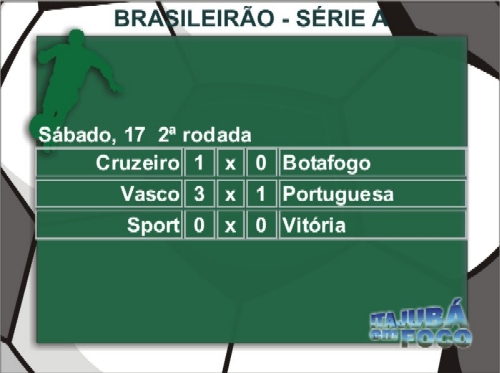 BRASILEIRÃO - SÉRIE A
Sábado, 17 2ª rodada
Cruzeiro 1 x 0 Botafogo
Vasco 3 x 1 Portuguesa
Sport 0 x 0 Vitória
ITAJUBÁ
EM FOCO